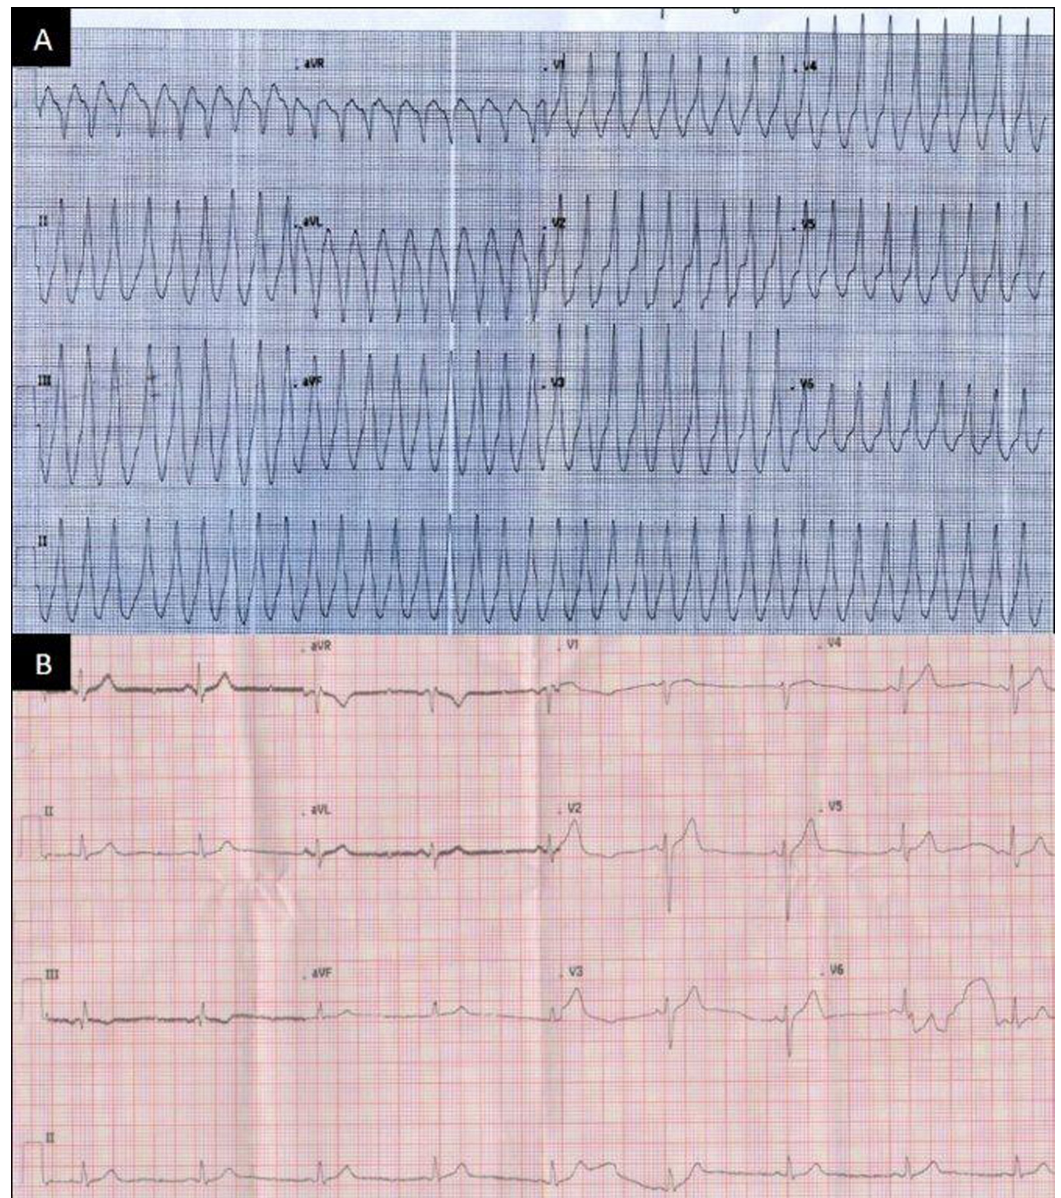 A
. aVR . V1 . V4
II . aVL . V2 . V5
III . aVF . V3 . V6
II
B
. aVR . V1 . V4
II . aVL . V2 . V5
III . aVF . V3 . V6
II